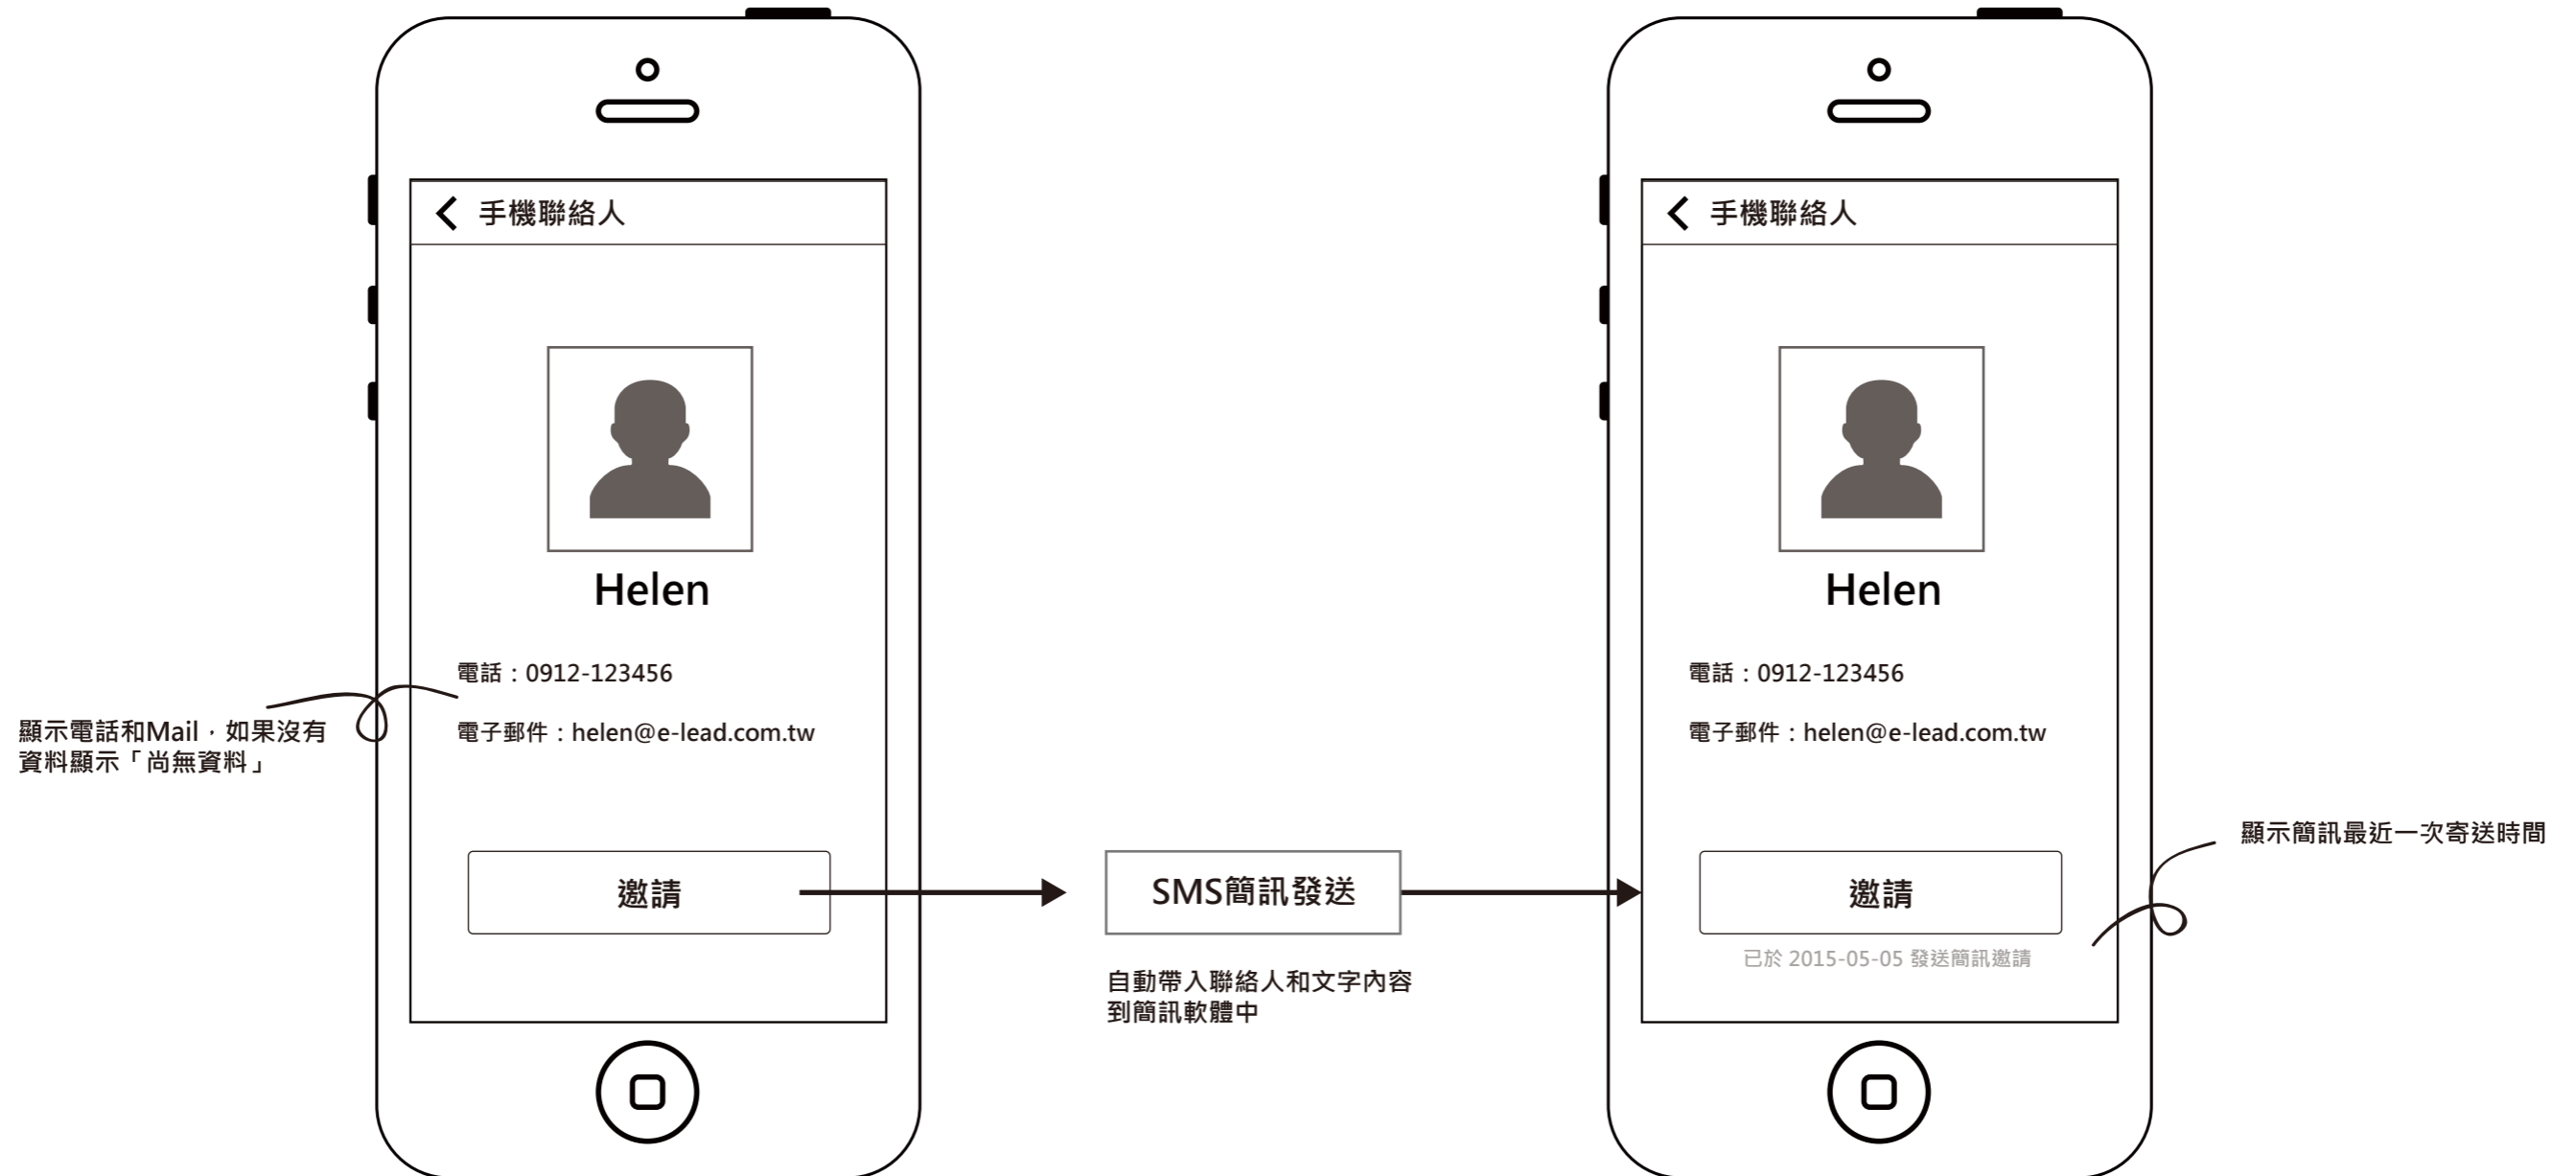 手機聯絡人
Helen
電話：0912-123456
電子郵件：helen@e-lead.com.tw
邀請
顯示電話和Mail，如果沒有
資料顯示「尚無資料」
SMS簡訊發送
自動帶入聯絡人和文字內容
到簡訊軟體中
手機聯絡人
Helen
電話：0912-123456
電子郵件：helen@e-lead.com.tw
邀請
已於 2015-05-05 發送簡訊邀請
顯示簡訊最近一次寄送時間